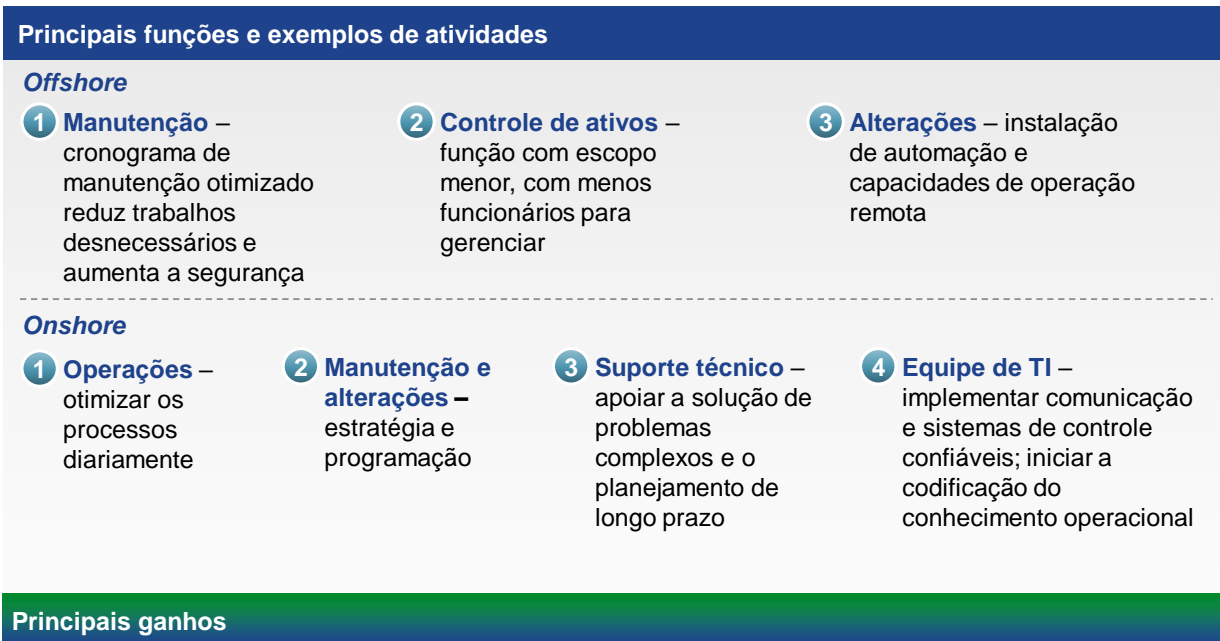 Principais funções e exemplos de atividades
Offshore
1 Manutenção –
cronograma de
manutenção otimizado
reduz trabalhos
desnecessários e
aumenta a segurança
2 Controle de ativos –
função com escopo
menor, com menos
funcionários para
gerenciar
3 Alterações – instalação
de automação e
capacidades de operação
remota
Onshore
1 Operações –
otimizar os
processos
diariamente
2 Manutenção e
alterações –
estratégia e
programação
3 Suporte técnico –
apoiar a solução de
problemas
complexos e o
planejamento de
longo prazo
4 Equipe de TI –
implementar comunicação
e sistemas de controle
confiáveis; iniciar a
codificação do
conhecimento operacional
Principais ganhos